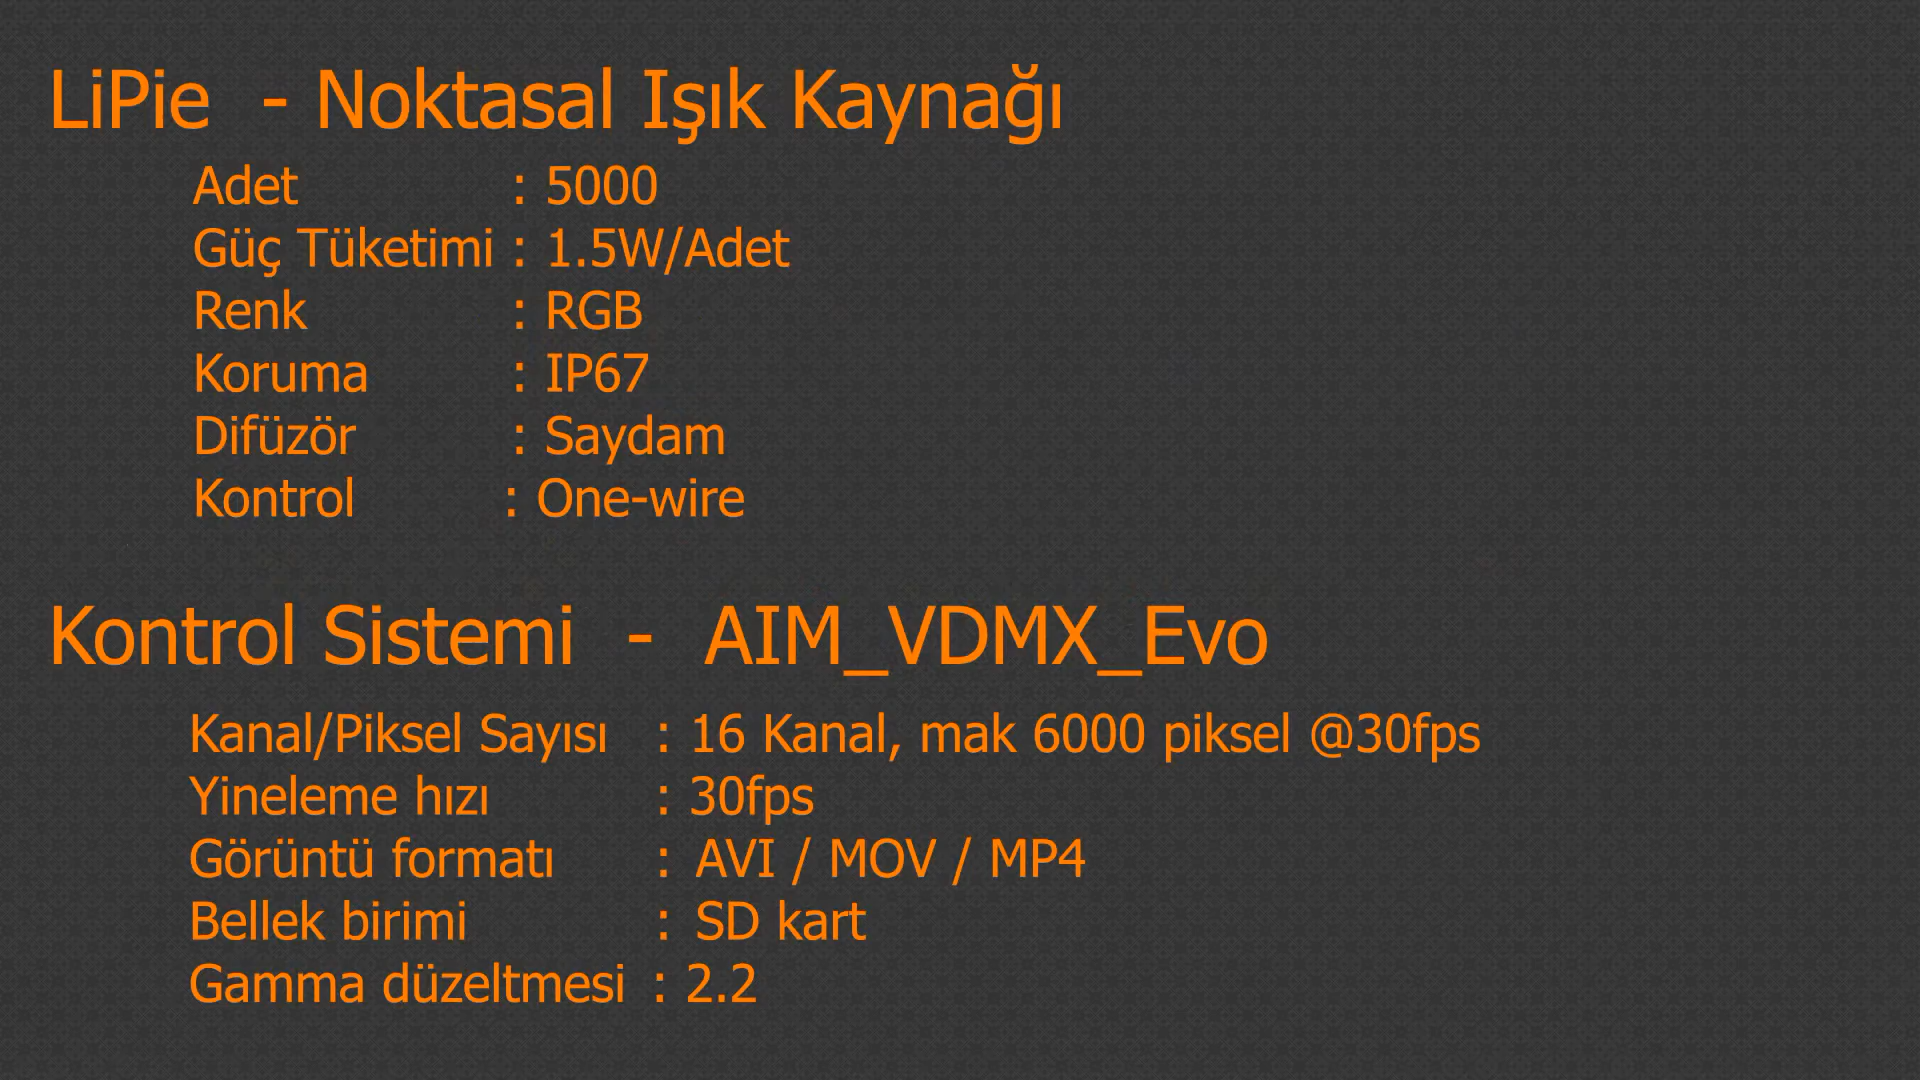 LiPie - Noktasal Işık Kaynağı
Adet : 5000
Güç Tüketimi : 1.5W/Adet
Renk : RGB
Koruma : IP67
Difüzör : Saydam
Kontrol : One-wire
Kontrol Sistemi - AIM_VDMX_Evo
Kanal/Piksel Sayısı : 16 Kanal, mak 6000 piksel @30fps
Yineleme hızı : 30fps
Görüntü formatı : AVI / MOV / MP4
Bellek birimi : SD kart
Gamma düzeltmesi : 2.2